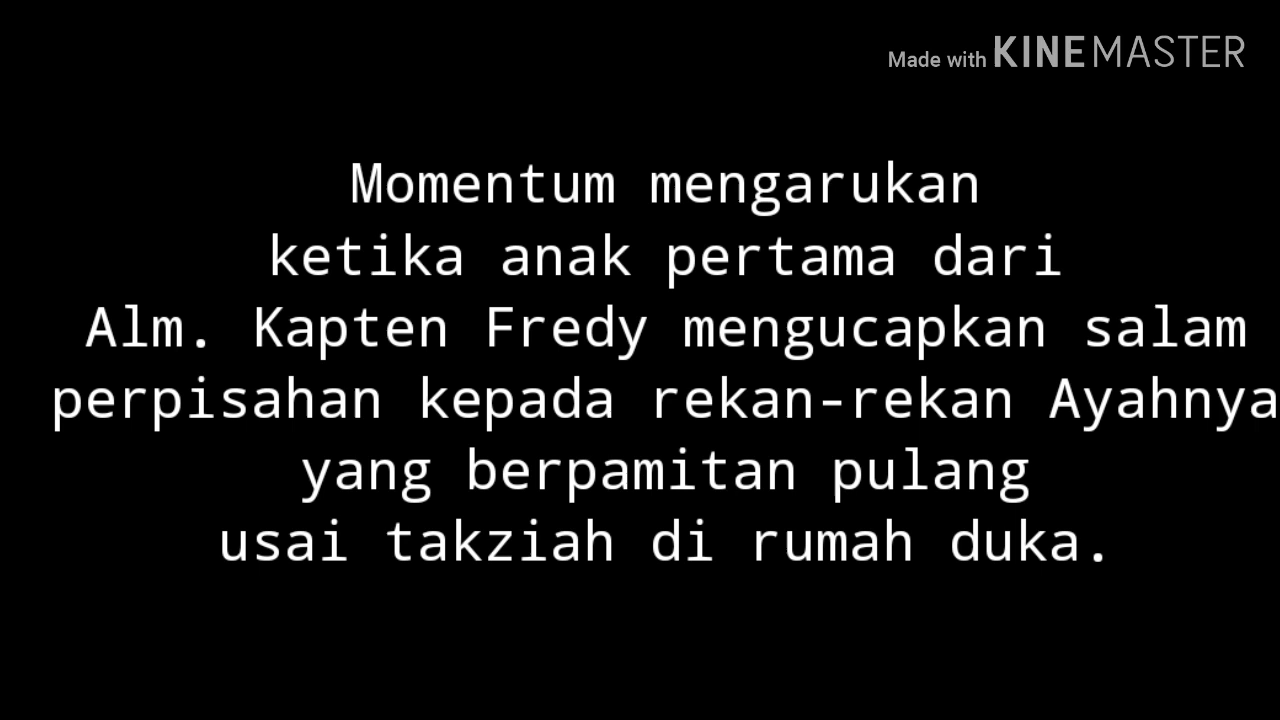 Made with KINEMASTER
Momentum mengarukan
ketika anak pertama dari
Alm. Kapten Fredy mengucapkan salam
perpisahan kepada rekan-rekan Ayahnya
yang berpamitan pulang
usai takziah di rumah duka.